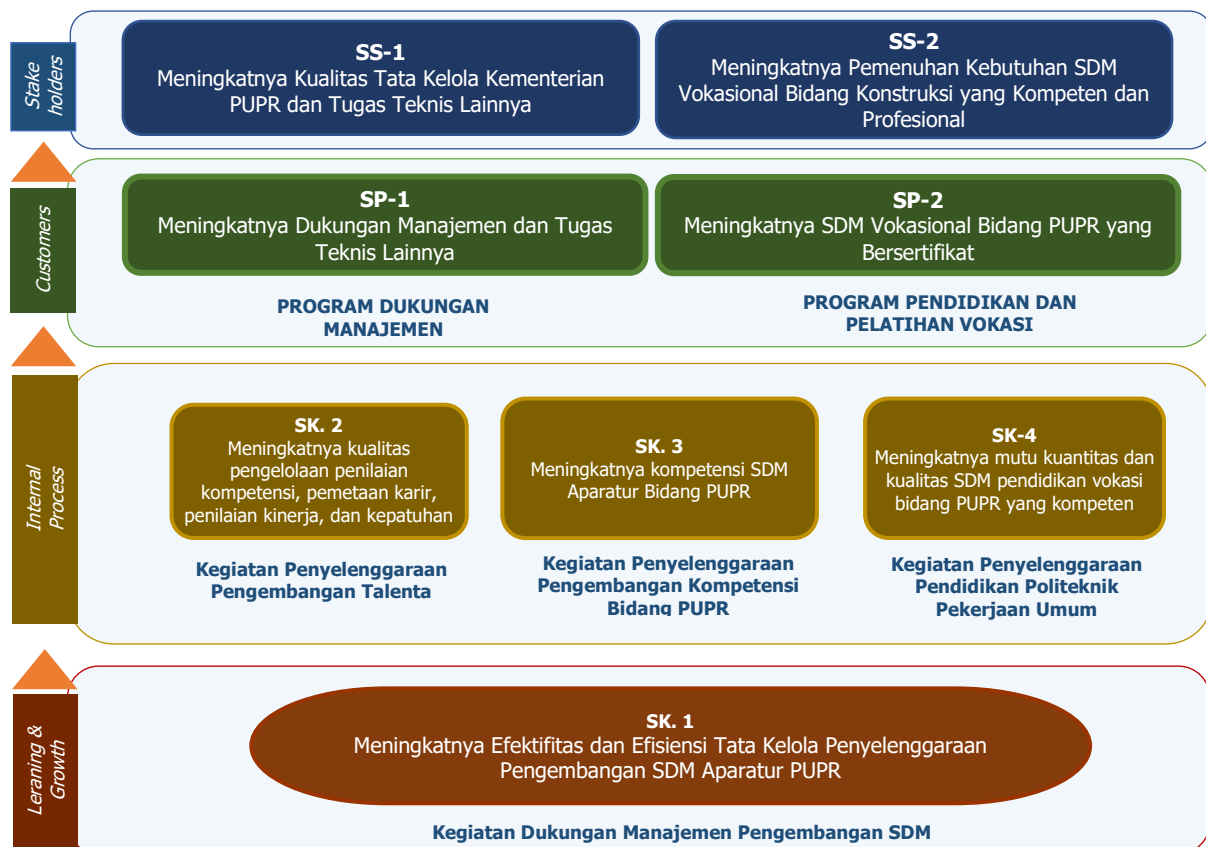 Stake
holders
SS-1
Meningkatnya Kualitas Tata Kelola Kementerian
PUPR dan Tugas Teknis Lainnya
SS-2
Meningkatnya Pemenuhan Kebutuhan SDM
Vokasional Bidang Konstruksi yang Kompeten dan
Profesional
Customers
SP-1
Meningkatnya Dukungan Manajemen dan Tugas
Teknis Lainnya
SP-2
Meningkatnya SDM Vokasional Bidang PUPR yang
Bersertifikat
PROGRAM DUKUNGAN
MANAJEMEN
PROGRAM PENDIDIKAN DAN
PELATIHAN VOKASI
Internal
Process
SK. 2
Meningkatnya kualitas
pengelolaan penilaian
kompetensi, pemetaan karir,
penilaian kinerja, dan kepatuhan
SK. 3
Meningkatnya kompetensi SDM
Aparatur Bidang PUPR
SK-4
Meningkatnya mutu kuantitas dan
kualitas SDM pendidikan vokasi
bidang PUPR yang kompeten
Kegiatan Penyelenggaraan
Pengembangan Talenta
Kegiatan Penyelenggaraan
Pengembangan Kompetensi
Bidang PUPR
Kegiatan Penyelenggaraan
Pendidikan Politeknik
Pekerjaan Umum
Leraning &
Growth
SK. 1
Meningkatnya Efektifitas dan Efisiensi Tata Kelola Penyelenggaraan
Pengembangan SDM Aparatur PUPR
Kegiatan Dukungan Manajemen Pengembangan SDM